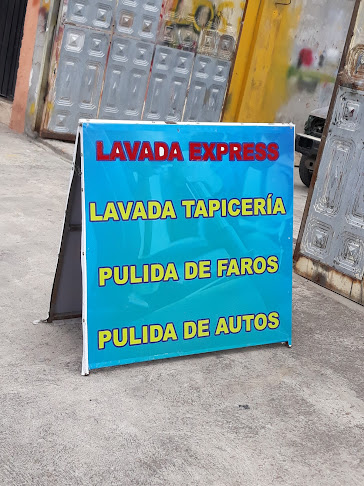 LAVADA EXPRESS
LAVADA TAPICERÍA
PULIDA DE FAROS
PULIDA DE AUTOS